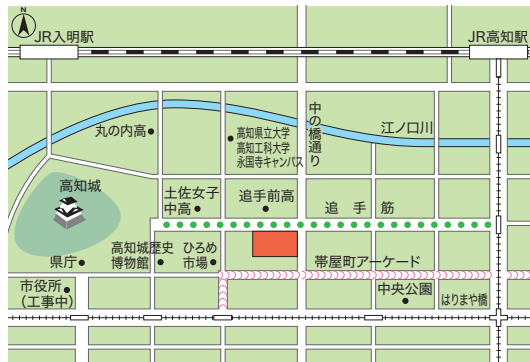 N
JR入明駅
JR高知駅
丸の内高
高知県立大学
高知工科大学
永国寺キャンパス
中の橋通り
江ノ口川
高知城
土佐女子
中高
追手前高
追手筋
県庁
高知城歴史
博物館
ひろめ
市場
帯屋町アーケード
市役所
(工事中)
中央公園
はりまや橋